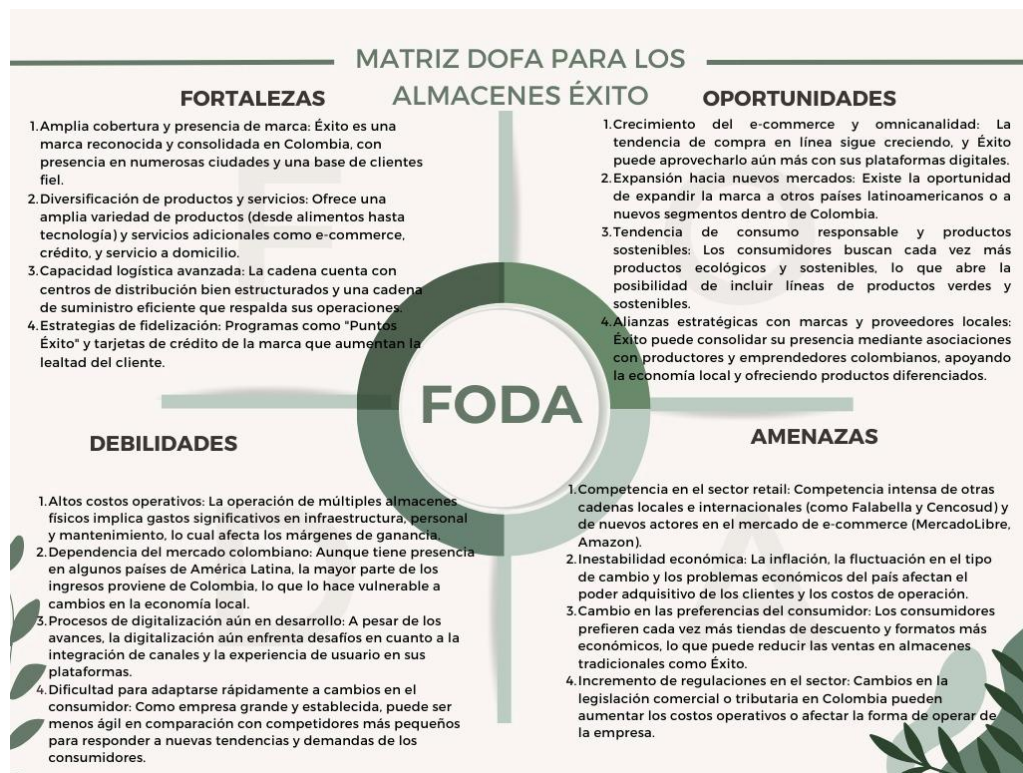 MATRIZ DOFA PARA LOS
ALMACENES ÉXITO
FORTALEZAS
1.Amplia cobertura y presencia de marca: Éxito es una
marca reconocida y consolidada en Colombia, con
presencia en numerosas ciudades y una base de clientes
fiel.
2.Diversificación de productos y servicios: Ofrece una
amplia variedad de productos (desde alimentos hasta
tecnología) y servicios adicionales como e-commerce,
crédito, y servicio a domicilio.
3.Capacidad logística avanzada: La cadena cuenta con
centros de distribución bien estructurados y una cadena
de suministro eficiente que respalda sus operaciones.
4.Estrategias de fidelización: Programas como "Puntos
Éxito" y tarjetas de crédito de la marca que aumentan la
lealtad del cliente.
OPORTUNIDADES
1.Crecimiento del e-commerce y omnicanalidad: La
tendencia de compra en línea sigue creciendo, y Éxito
puede aprovecharlo aún más con sus plataformas digitales.
2.Expansión hacia nuevos mercados: Existe la oportunidad
de expandir la marca a otros países latinoamericanos o a
nuevos segmentos dentro de Colombia.
3.Tendencia de consumo responsable y productos
sostenibles: Los consumidores buscan cada vez más
productos ecológicos y sostenibles, lo que abre la
posibilidad de incluir líneas de productos verdes y
sostenibles.
4.Alianzas estratégicas con marcas y proveedores locales:
Éxito puede consolidar su presencia mediante asociaciones
con productores y emprendedores colombianos, apoyando
la economía local y ofreciendo productos diferenciados.
FODA
DEBILIDADES
1.Altos costos operativos: La operación de múltiples almacenes
físicos implica gastos significativos en infraestructura, personal
y mantenimiento, lo cual afecta los márgenes de ganancia.
2.Dependencia del mercado colombiano: Aunque tiene presencia
en algunos países de América Latina, la mayor parte de los
ingresos proviene de Colombia, lo que lo hace vulnerable a
cambios en la economía local.
3.Procesos de digitalización aún en desarrollo: A pesar de los
avances, la digitalización aún enfrenta desafíos en cuanto a la
integración de canales y la experiencia de usuario en sus
plataformas.
4.Dificultad para adaptarse rápidamente a cambios en el
consumidor: Como empresa grande y establecida, puede ser
menos ágil en comparación con competidores más pequeños
para responder a nuevas tendencias y demandas de los
consumidores.
AMENAZAS
1.Competencia en el sector retail: Competencia intensa de otras
cadenas locales e internacionales (como Falabella y Cencosud) y
de nuevos actores en el mercado de e-commerce (MercadoLibre,
Amazon).
2.Inestabilidad económica: La inflación, la fluctuación en el tipo
de cambio y los problemas económicos del país afectan el
poder adquisitivo de los clientes y los costos de operación.
3.Cambio en las preferencias del consumidor: Los consumidores
prefieren cada vez más tiendas de descuento y formatos más
económicos, lo que puede reducir las ventas en almacenes
tradicionales como Éxito.
4.Incremento de regulaciones en el sector: Cambios en la
legislación comercial o tributaria en Colombia pueden
aumentar los costos operativos o afectar la forma de operar de
la empresa.
F
O
D
A